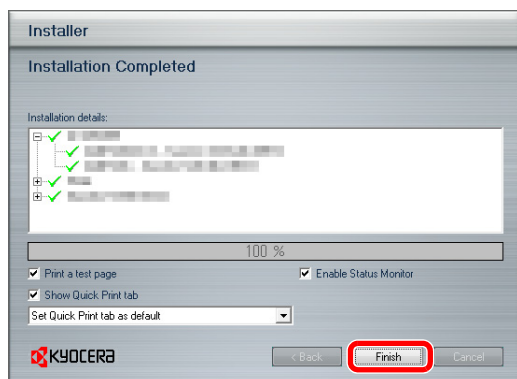 Installer
Installation Completed
Installation details:
100 %
Print a test page
Enable Status Monitor
Show Quick Print tab
Set Quick Print tab as default
KYOCERA
< Back
Finish
Cancel